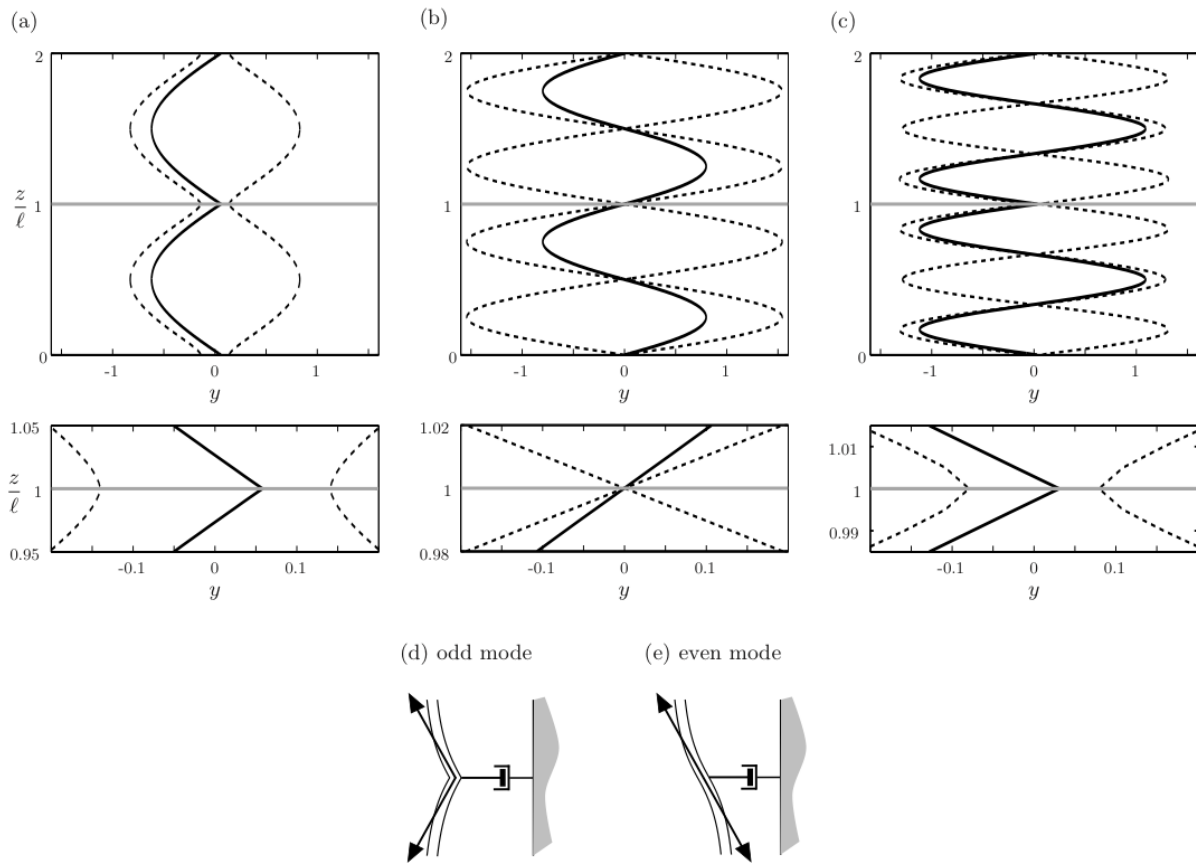 (a)
(b)
(c)
2
1
0
z/ℓ
-1 0 1
y
2
1
0
-1 0 1
y
2
1
0
-1 0 1
y
1.05
1
0.95
z/ℓ
-0.1 0 0.1
y
1.02
1
0.98
-0.1 0 0.1
y
1.01
1
0.99
-0.1 0 0.1
y
(d) odd mode
(e) even mode